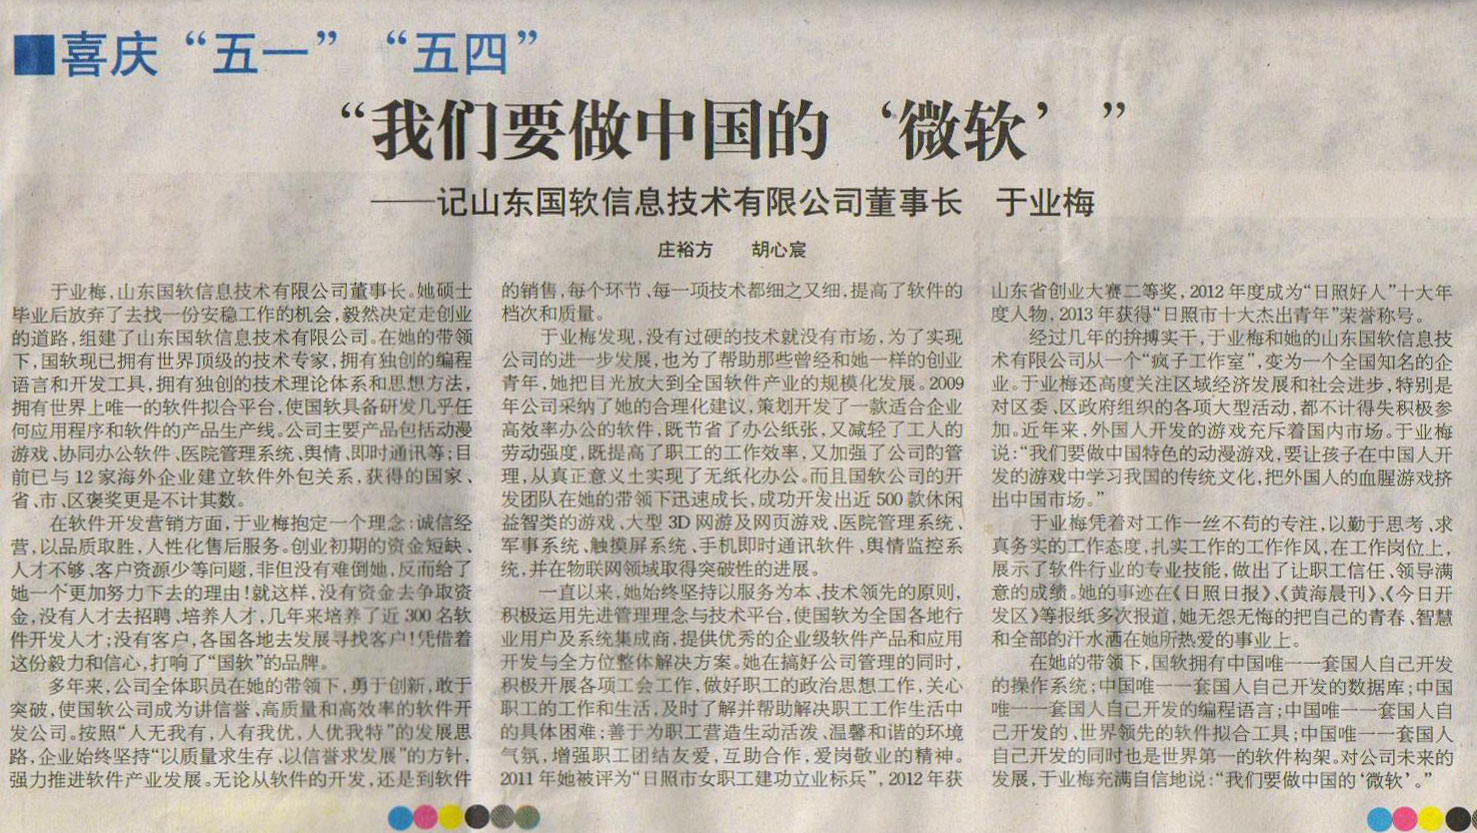 ■喜庆“五一”“五四”
“我们要做中国的‘微软’”
——记山东国软信息技术有限公司董事长 于业梅
庄裕方 胡心宸
于业梅，山东国软信息技术有限公司董事长。她硕士
毕业后放弃了去找一份安稳工作的机会，毅然决定走创业
的道路，组建了山东国软信息技术有限公司。在她的带领
下，国软现已拥有世界顶级的技术专家，拥有独创的编程
语言和开发工具，拥有独创的技术理论体系和思想方法，
拥有世界上唯一的软件拟合平台，使国软具备研发几乎任
何应用程序和软件的产品生产线。公司主要产品包括动漫
游戏、协同办公软件、医院管理系统、舆情、即时通讯等；目
前已与12家海外企业建立软件外包关系，获得的国家、
省、市、区褒奖更是不计其数。
在软件开发营销方面，于业梅抱定一个理念：诚信经
营，以品质取胜，人性化售后服务。创业初期的资金短缺、
人才不够、客户资源少等问题，非但没有难倒她，反而给了
她一个更加努力下去的理由！就这样，没有资金去争取资
金，没有人才去招聘、培养人才，几年来培养了近300名软
件开发人才；没有客户，各国各地去发展寻找客户！凭借着
这份毅力和信心，打响了“国软”的品牌。
多年来，公司全体职员在她的带领下，勇于创新，敢于
突破，使国软公司成为讲信誉、高质量和高效率的软件开
发公司。按照“人无我有，人有我优，人优我特”的发展思
路，企业始终坚持“以质量求生存、以信誉求发展”的方针，
强力推进软件产业发展。无论从软件的开发，还是到软件
的销售，每个环节、每一项技术都细之又细，提高了软件的
档次和质量。
于业梅发现，没有过硬的技术就没有市场，为了实现
公司的进一步发展，也为了帮助那些曾经和她一样的创业
青年，她把目光放大到全国软件产业的规模化发展。2009
年公司采纳了她的合理化建议，策划开发了一款适合企业
高效率办公的软件，既节省了办公纸张，又减轻了工人的
劳动强度，既提高了职工的工作效率，又加强了公司的管
理，从真正意义上实现了无纸化办公。而且国软公司的开
发团队在她的带领下迅速成长，成功开发出近500款休闲
益智类的游戏、大型3D网游及网页游戏、医院管理系统、
军事系统、触摸屏系统、手机即时通讯软件、舆情监控系
统，并在物联网领域取得突破性的进展。
一直以来，她始终坚持以服务为本、技术领先的原则，
积极运用先进管理理念与技术平台，使国软为全国各地行
业用户及系统集成商，提供优秀的企业级软件产品和应用
开发与全方位整体解决方案。她在搞好公司管理的同时，
积极开展各项工会工作，做好职工的政治思想工作，关心
职工的工作和生活，及时了解并帮助解决职工工作生活中
的具体困难；善于为职工营造生动活泼、温馨和谐的环境
气氛，增强职工团结友爱，互助合作，爱岗敬业的精神。
2011年她被评为“日照市女职工建功立业标兵”，2012年获
山东省创业大赛二等奖，2012年度成为“日照好人”十大年
度人物，2013年获得“日照市十大杰出青年”荣誉称号。
经过几年的拚搏实干，于业梅和她的山东国软信息技
术有限公司从一个“疯子工作室”，变为一个全国知名的企
业。于业梅还高度关注区域经济发展和社会进步，特别是
对区委、区政府组织的各项大型活动，都不计得失积极参
加。近年来，外国人开发的游戏充斥着国内市场。于业梅
说：“我们要做中国特色的动漫游戏，要让孩子在中国人开
发的游戏中学习我国的传统文化，把外国人的血腥游戏挤
出中国市场。”
于业梅凭着对工作一丝不苟的专注，以勤于思考、求
真务实的工作态度，扎实工作的工作作风，在工作岗位上，
展示了软件行业的专业技能，做出了让职工信任、领导满
意的成绩。她的事迹在《日照日报》、《黄海晨刊》、《今日开
发区》等报纸多次报道，她无怨无悔的把自己的青春、智慧
和全部的汗水洒在她所热爱的事业上。
在她的带领下，国软拥有中国唯一一套国人自己开发
的操作系统；中国唯一一套国人自己开发的数据库；中国
唯一一套国人自己开发的编程语言；中国唯一一套国人自
己开发的、世界领先的软件拟合工具；中国唯一一套国人
自己开发的同时也是世界第一的软件构架。对公司未来的
发展，于业梅充满自信地说：“我们要做中国的‘微软’。”